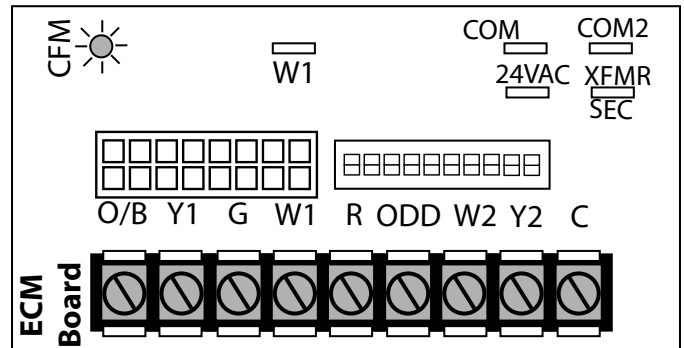 CFM
W1
COM
COM2
24VAC
XFMR
SEC
O/B Y1 G W1 R ODD W2 Y2 C
ECM
Board